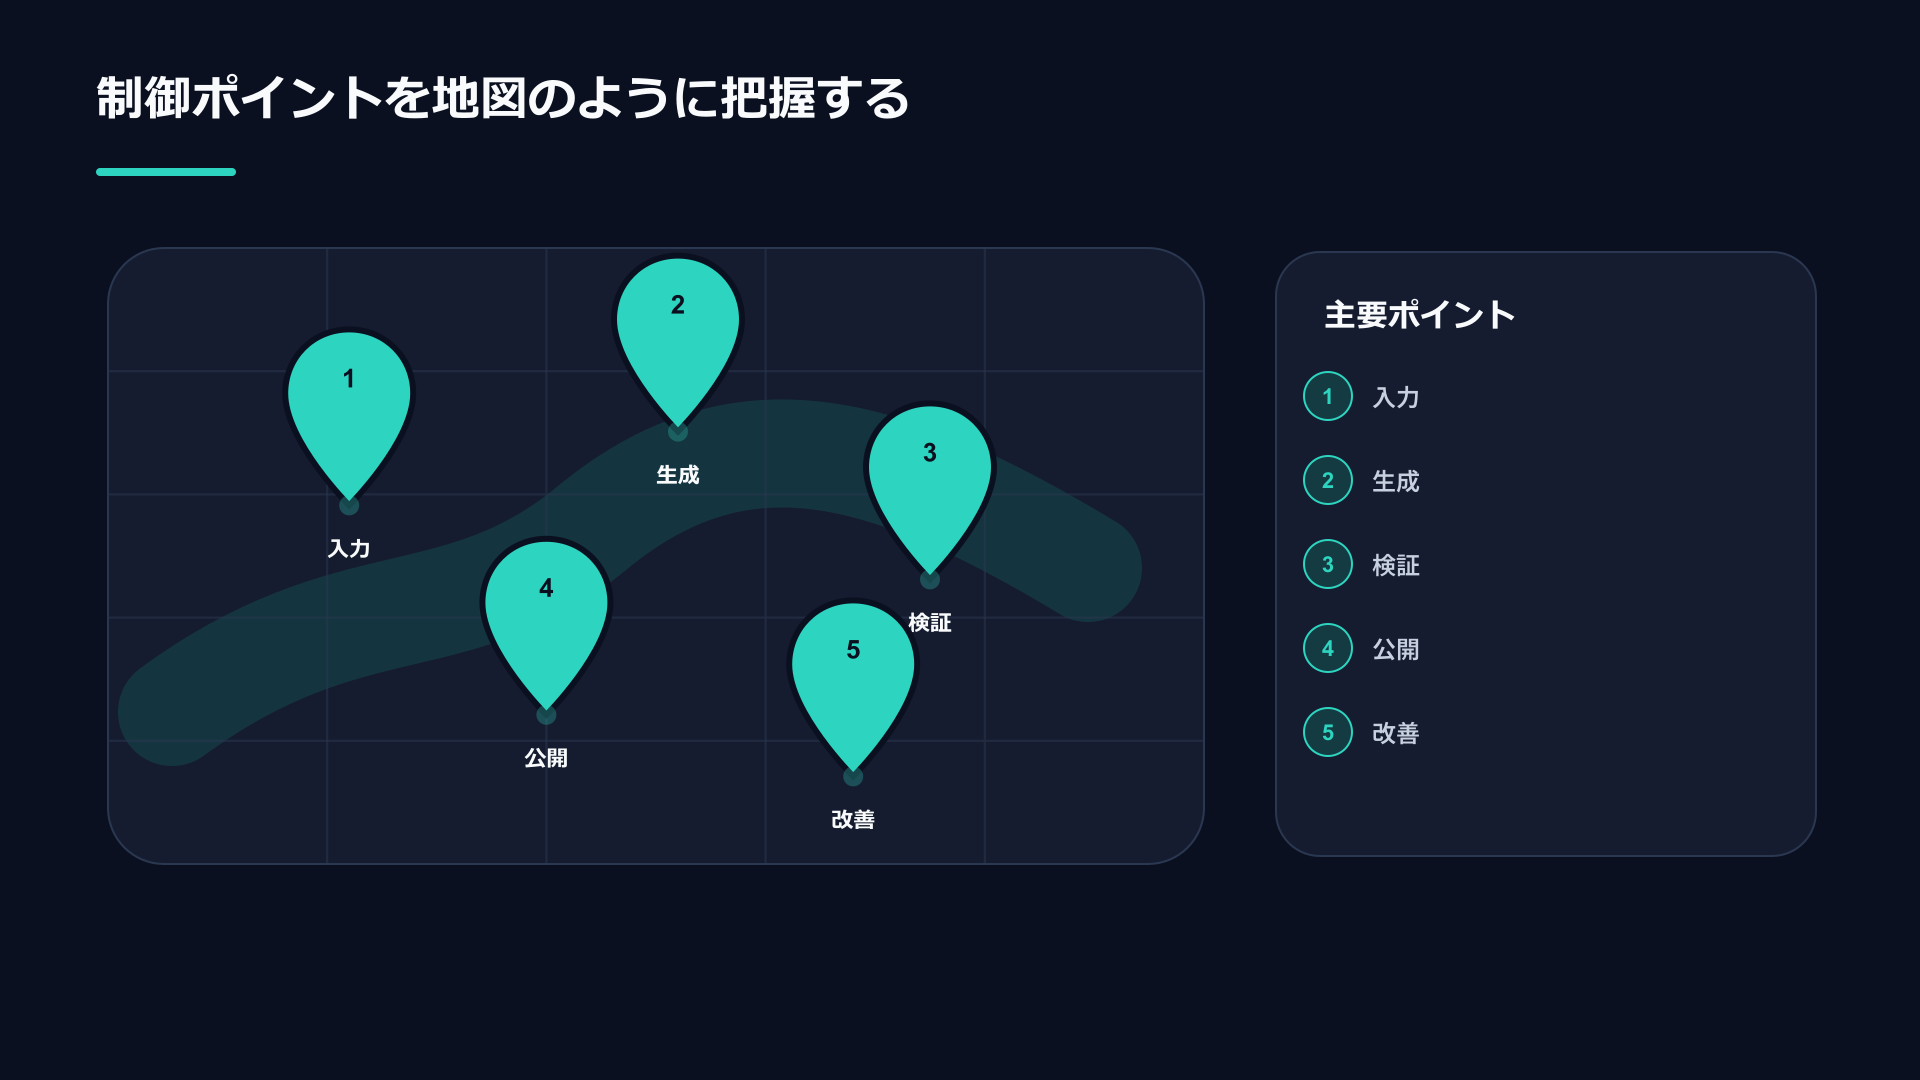 制御ポイントを地図のように把握する
2
1
3
生成
入力
4
検証
5
公開
改善
主要ポイント
1 入力
2 生成
3 検証
4 公開
5 改善